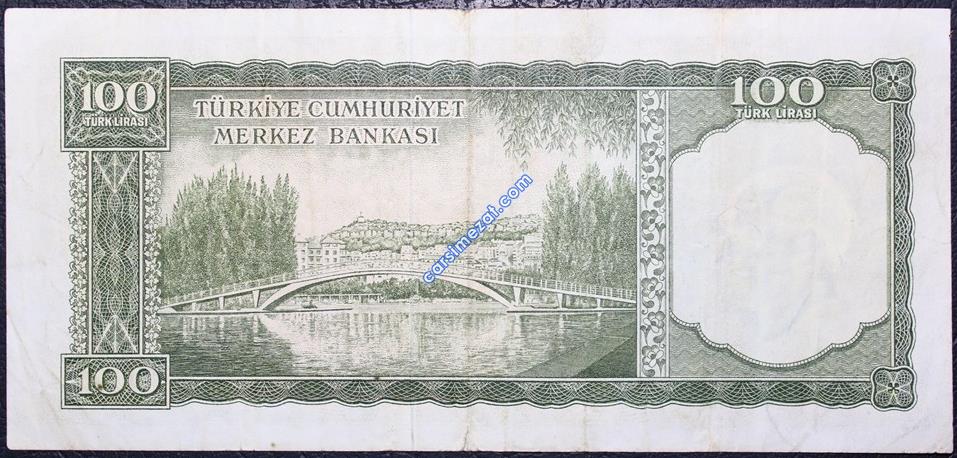 100
TÜRK LİRASI
TÜRKİYE CUMHURİYET
MERKEZ BANKASI
100
TÜRK LİRASI
carsimezat.com
100